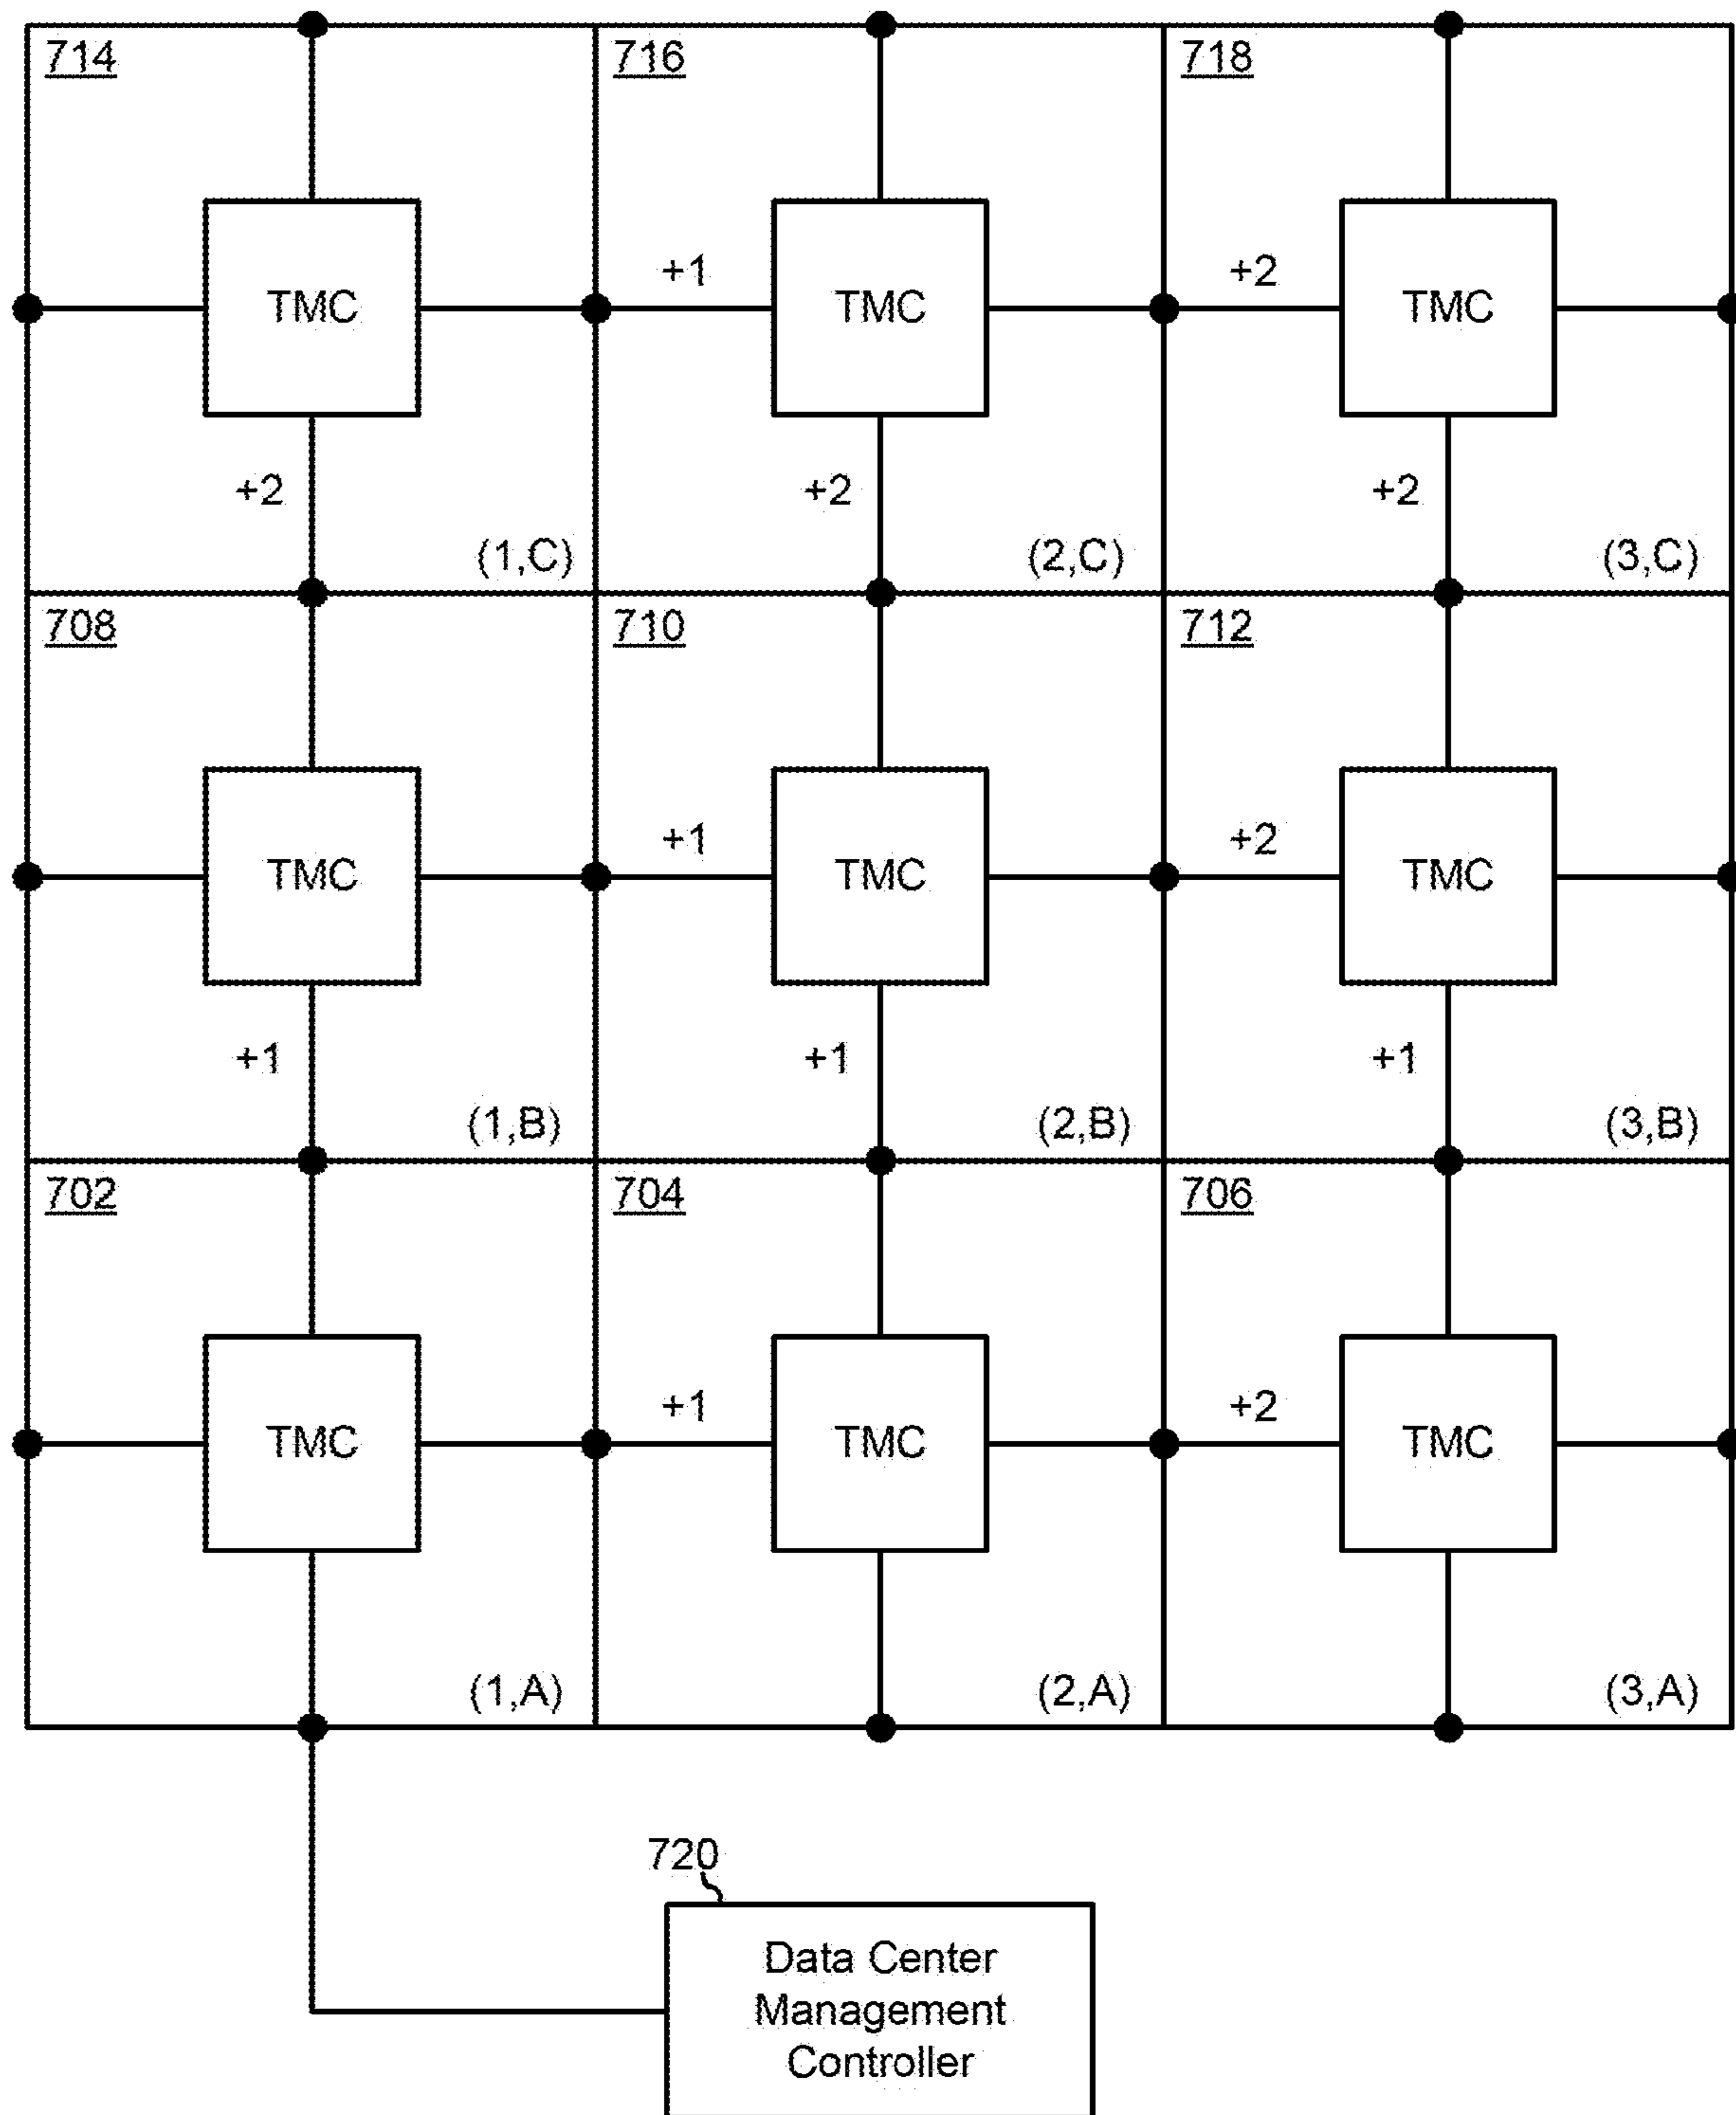 714 716 718
TMC +1 TMC +2 TMC
+2 +2 +2
(1,C) (2,C) (3,C)
708 710 712
TMC +1 TMC +2 TMC
+1 +1 +1
(1,B) (2,B) (3,B)
702 704 706
TMC +1 TMC +2 TMC
(1,A) (2,A) (3,A)
720
Data Center
Management
Controller